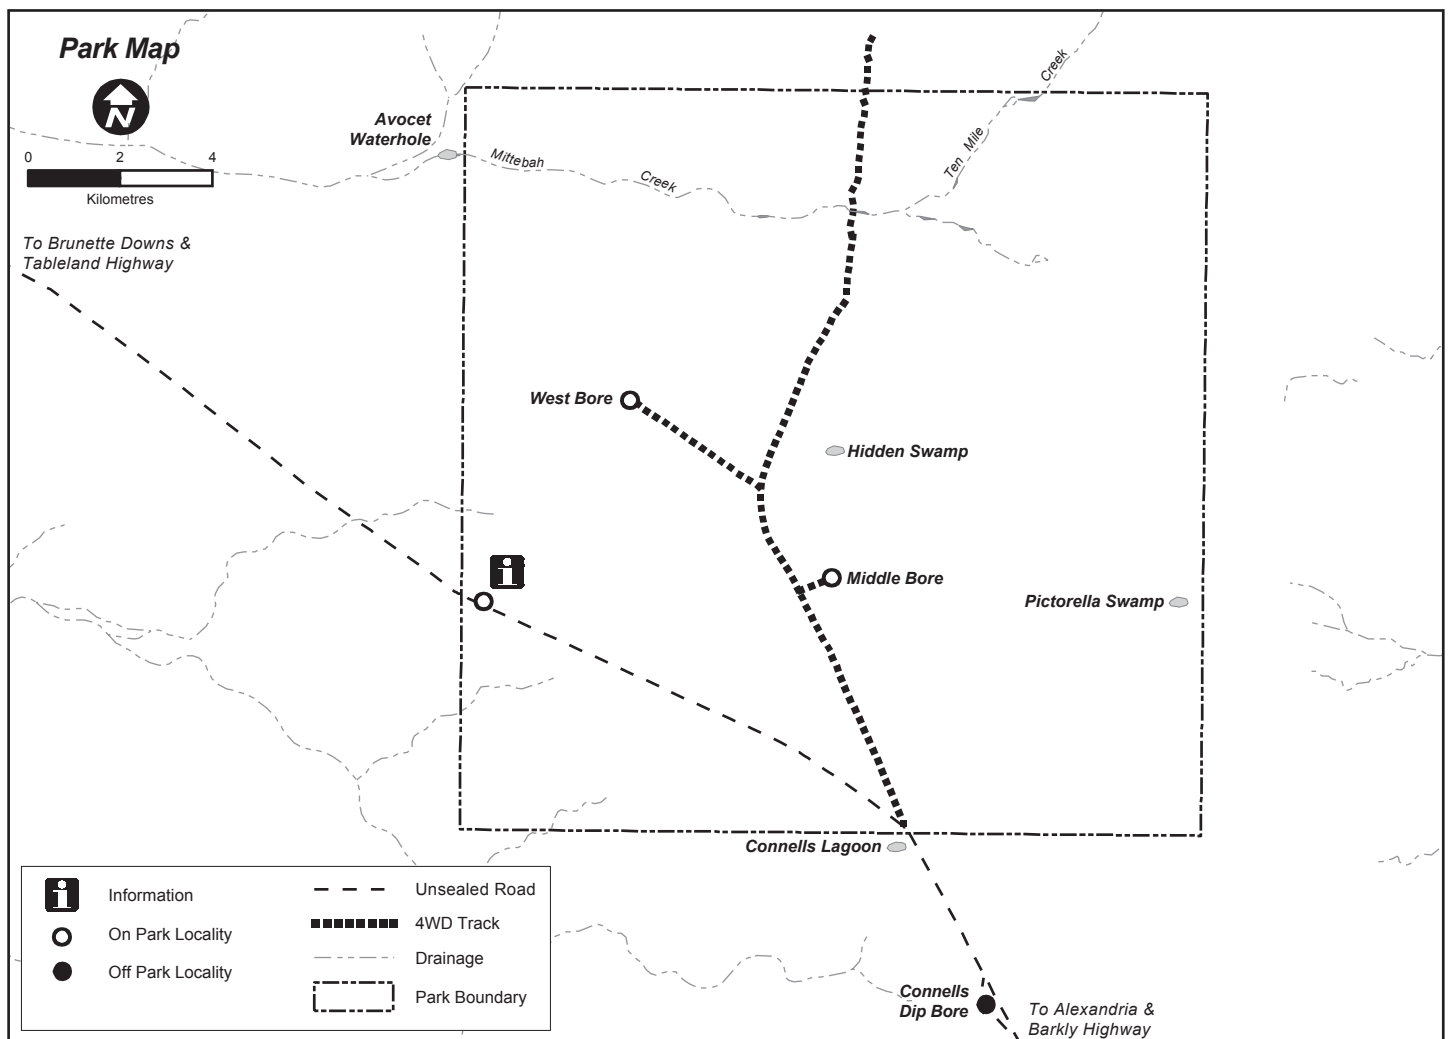 Park Map
N
0 2 4
Kilometres
To Brunette Downs &
Tableland Highway
Avocet
Waterhole
Mittebah
Creek
Ten Mile
Creek
West Bore
Hidden Swamp
i
Middle Bore
Pictorella Swamp
Connells Lagoon
Connells
Dip Bore
To Alexandria &
Barkly Highway
i
Information
On Park Locality
Off Park Locality
Unsealed Road
4WD Track
Drainage
Park Boundary